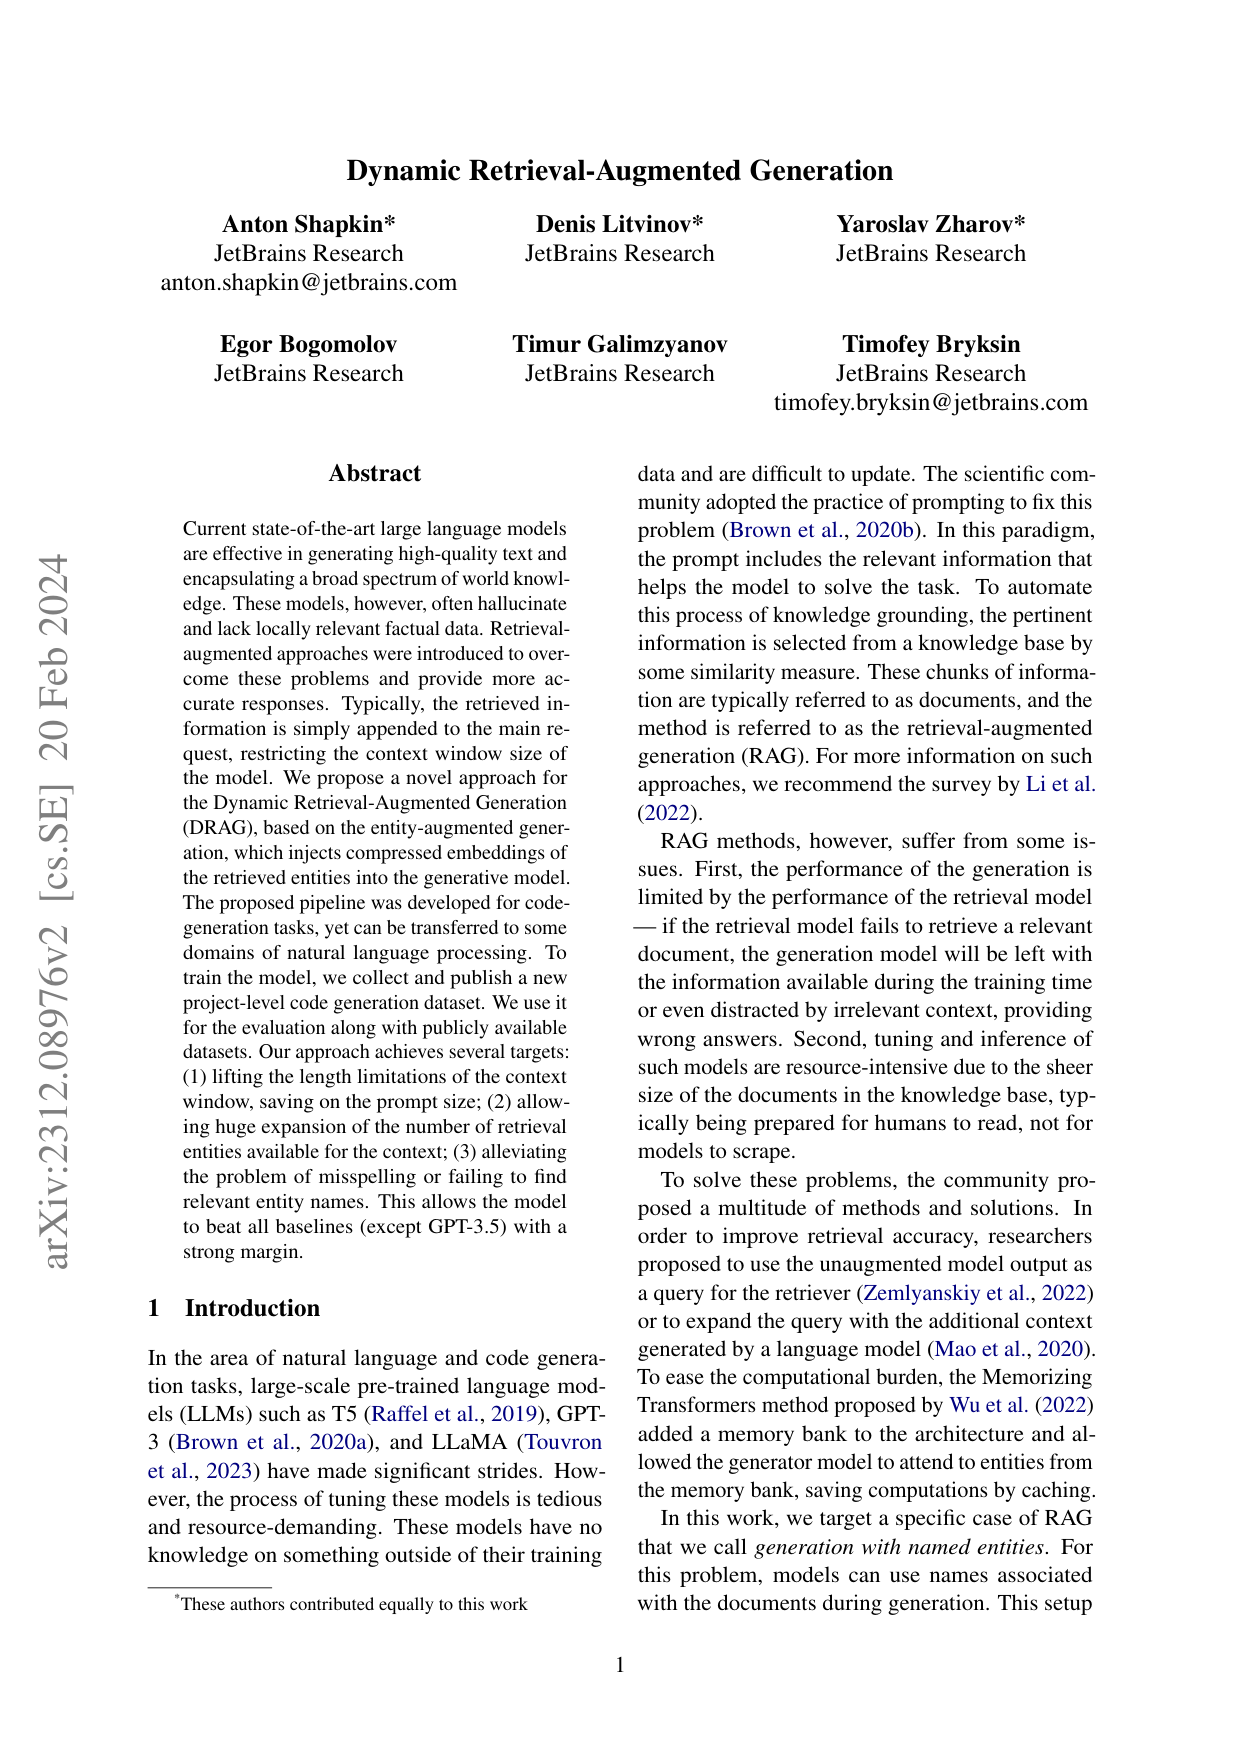 Dynamic Retrieval-Augmented Generation
Anton Shapkin*
JetBrains Research
anton.shapkin@jetbrains.com
Denis Litvinov*
JetBrains Research
Yaroslav Zharov*
JetBrains Research
Egor Bogomolov
JetBrains Research
Timur Galimzyanov
JetBrains Research
Timofey Bryksin
JetBrains Research
timofey.bryksin@jetbrains.com
arXiv:2312.08976v2 [cs.SE] 20 Feb 2024
Abstract
Current state-of-the-art large language models
are effective in generating high-quality text and
encapsulating a broad spectrum of world knowl-
edge. These models, however, often hallucinate
and lack locally relevant factual data. Retrieval-
augmented approaches were introduced to over-
come these problems and provide more ac-
curate responses. Typically, the retrieved in-
formation is simply appended to the main re-
quest, restricting the context window size of
the model. We propose a novel approach for
the Dynamic Retrieval-Augmented Generation
(DRAG), based on the entity-augmented gener-
ation, which injects compressed embeddings of
the retrieved entities into the generative model.
The proposed pipeline was developed for code-
generation tasks, yet can be transferred to some
domains of natural language processing. To
train the model, we collect and publish a new
project-level code generation dataset. We use it
for the evaluation along with publicly available
datasets. Our approach achieves several targets:
(1) lifting the length limitations of the context
window, saving on the prompt size; (2) allow-
ing huge expansion of the number of retrieval
entities available for the context; (3) alleviating
the problem of misspelling or failing to find
relevant entity names. This allows the model
to beat all baselines (except GPT-3.5) with a
strong margin.
1 Introduction
In the area of natural language and code genera-
tion tasks, large-scale pre-trained language mod-
els (LLMs) such as T5 (Raffel et al., 2019), GPT-
3 (Brown et al., 2020a), and LLaMA (Touvron
et al., 2023) have made significant strides. How-
ever, the process of tuning these models is tedious
and resource-demanding. These models have no
knowledge on something outside of their training
*These authors contributed equally to this work
data and are difficult to update. The scientific com-
munity adopted the practice of prompting to fix this
problem (Brown et al., 2020b). In this paradigm,
the prompt includes the relevant information that
helps the model to solve the task. To automate
this process of knowledge grounding, the pertinent
information is selected from a knowledge base by
some similarity measure. These chunks of informa-
tion are typically referred to as documents, and the
method is referred to as the retrieval-augmented
generation (RAG). For more information on such
approaches, we recommend the survey by Li et al.
(2022).
RAG methods, however, suffer from some is-
sues. First, the performance of the generation is
limited by the performance of the retrieval model
— if the retrieval model fails to retrieve a relevant
document, the generation model will be left with
the information available during the training time
or even distracted by irrelevant context, providing
wrong answers. Second, tuning and inference of
such models are resource-intensive due to the sheer
size of the documents in the knowledge base, typ-
ically being prepared for humans to read, not for
models to scrape.
To solve these problems, the community pro-
posed a multitude of methods and solutions. In
order to improve retrieval accuracy, researchers
proposed to use the unaugmented model output as
a query for the retriever (Zemlyanskiy et al., 2022)
or to expand the query with the additional context
generated by a language model (Mao et al., 2020).
To ease the computational burden, the Memorizing
Transformers method proposed by Wu et al. (2022)
added a memory bank to the architecture and al-
lowed the generator model to attend to entities from
the memory bank, saving computations by caching.
In this work, we target a specific case of RAG
that we call generation with named entities. For
this problem, models can use names associated
with the documents during generation. This setup
1